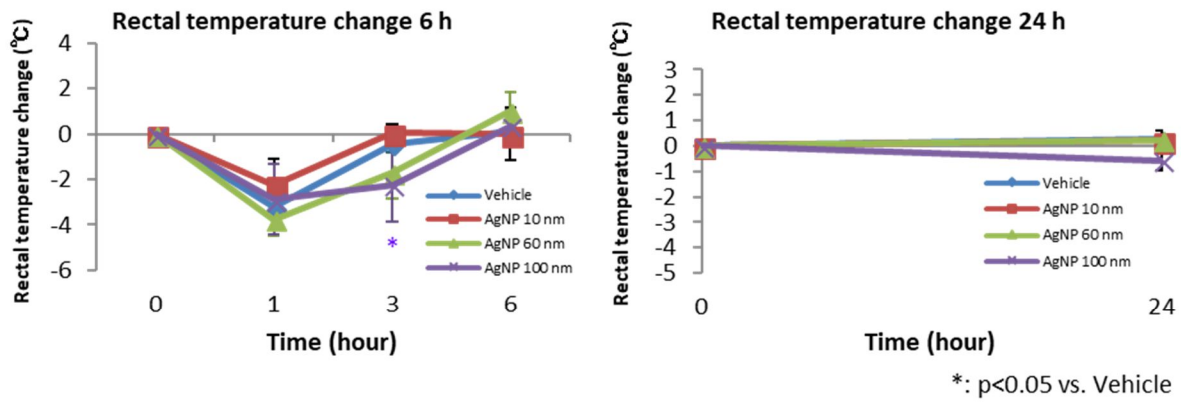 Rectal temperature change 6 h
Rectal temperature change (℃)
4
2
0
-2
-4
-6
Vehicle
AgNP 10 nm
AgNP 60 nm
AgNP 100 nm
*
0 1 3 6
Time (hour)
Rectal temperature change 24 h
Rectal temperature change (℃)
3
2
1
0
-1
-2
-3
-4
-5
Vehicle
AgNP 10 nm
AgNP 60 nm
AgNP 100 nm
0 24
Time (hour)
*: p<0.05 vs. Vehicle